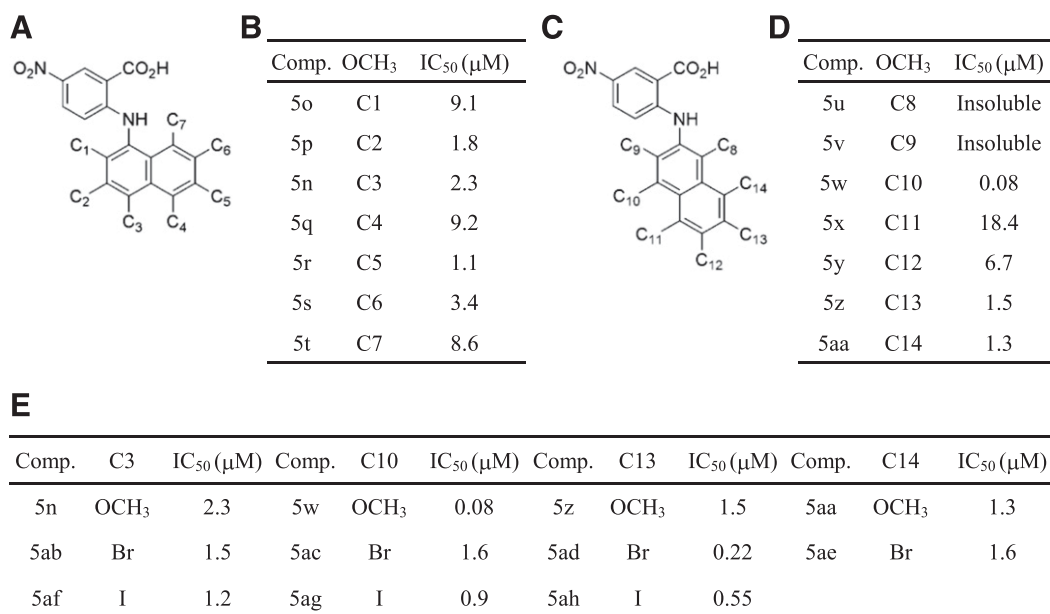 A
B
C
D
O₂N
CO₂H
NH
C₇
C₁
C₆
C₂
C₅
C₃
C₄
Comp. OCH₃ IC₅₀ (μM)
5o C1 9.1
5p C2 1.8
5n C3 2.3
5q C4 9.2
5r C5 1.1
5s C6 3.4
5t C7 8.6
O₂N
CO₂H
NH
C₉
C₈
C₁₀
C₁₄
C₁₁
C₁₃
C₁₂
Comp. OCH₃ IC₅₀ (μM)
5u C8 Insoluble
5v C9 Insoluble
5w C10 0.08
5x C11 18.4
5y C12 6.7
5z C13 1.5
5aa C14 1.3
E
Comp. C3 IC₅₀ (μM) Comp. C10 IC₅₀ (μM) Comp. C13 IC₅₀ (μM) Comp. C14 IC₅₀ (μM)
5n OCH₃ 2.3 5w OCH₃ 0.08 5z OCH₃ 1.5 5aa OCH₃ 1.3
5ab Br 1.5 5ac Br 1.6 5ad Br 0.22 5ae Br 1.6
5af I 1.2 5ag I 0.9 5ah I 0.55